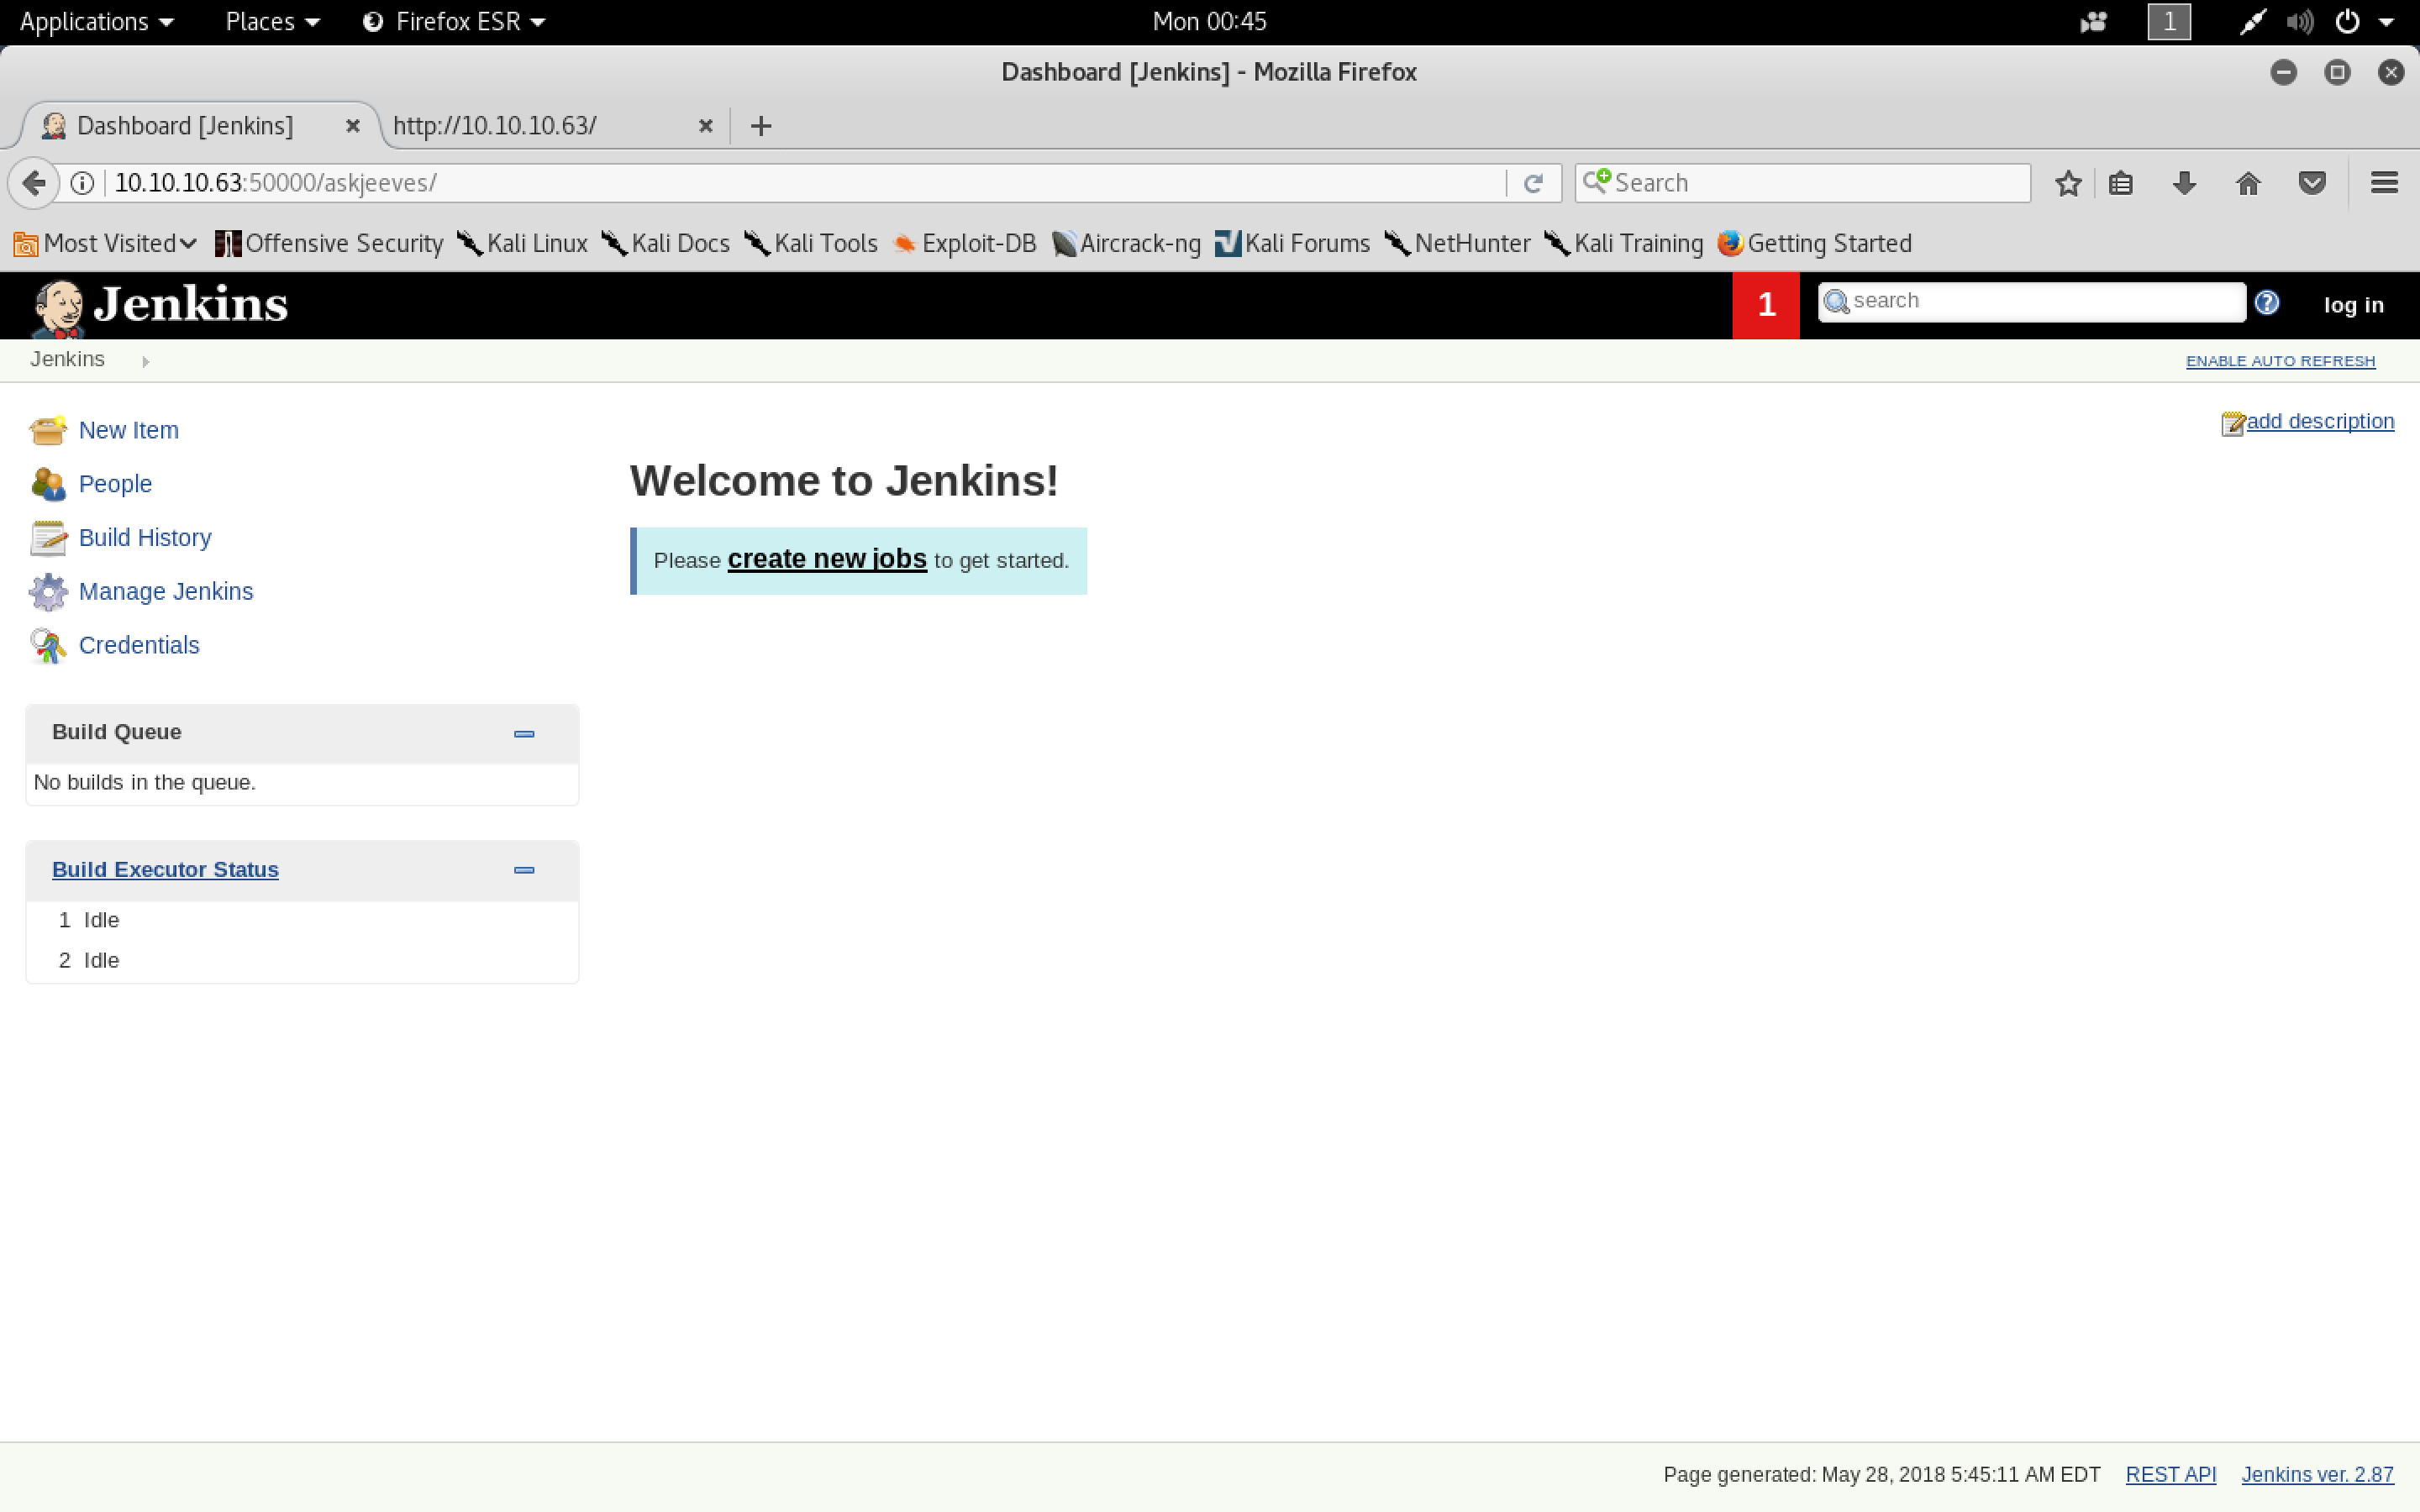 Applications Places Firefox ESR Mon 00:45 1
Dashboard [Jenkins] - Mozilla Firefox
Dashboard [Jenkins] http://10.10.10.63/
10.10.10.63:50000/askjeeves/ Search
Most Visited Offensive Security Kali Linux Kali Docs Kali Tools Exploit-DB Aircrack-ng Kali Forums NetHunter Kali Training Getting Started
Jenkins 1 search log in
Jenkins ENABLE AUTO REFRESH
add description
New Item
People
Build History
Manage Jenkins
Credentials
Build Queue
No builds in the queue.
Build Executor Status
1 Idle
2 Idle
Welcome to Jenkins!
Please create new jobs to get started.
Page generated: May 28, 2018 5:45:11 AM EDT REST API Jenkins ver. 2.87